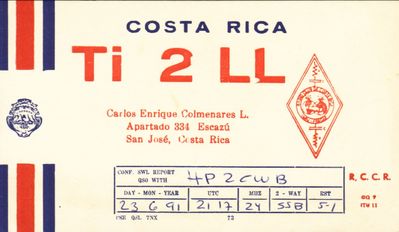 COSTA RICA
Ti 2 LL
Carlos Enrique Colmenares L.
Apartado 334 Escazú
San José, Costa Rica
CONF. SWL REPORT
QSO WITH
4P2CWB
R. C. C. R.
DAY - MON - YEAR UTC MHZ 2 - WAY RST
23 6 91 2117 24 SSB 5-1
PSE QSL TNX 73